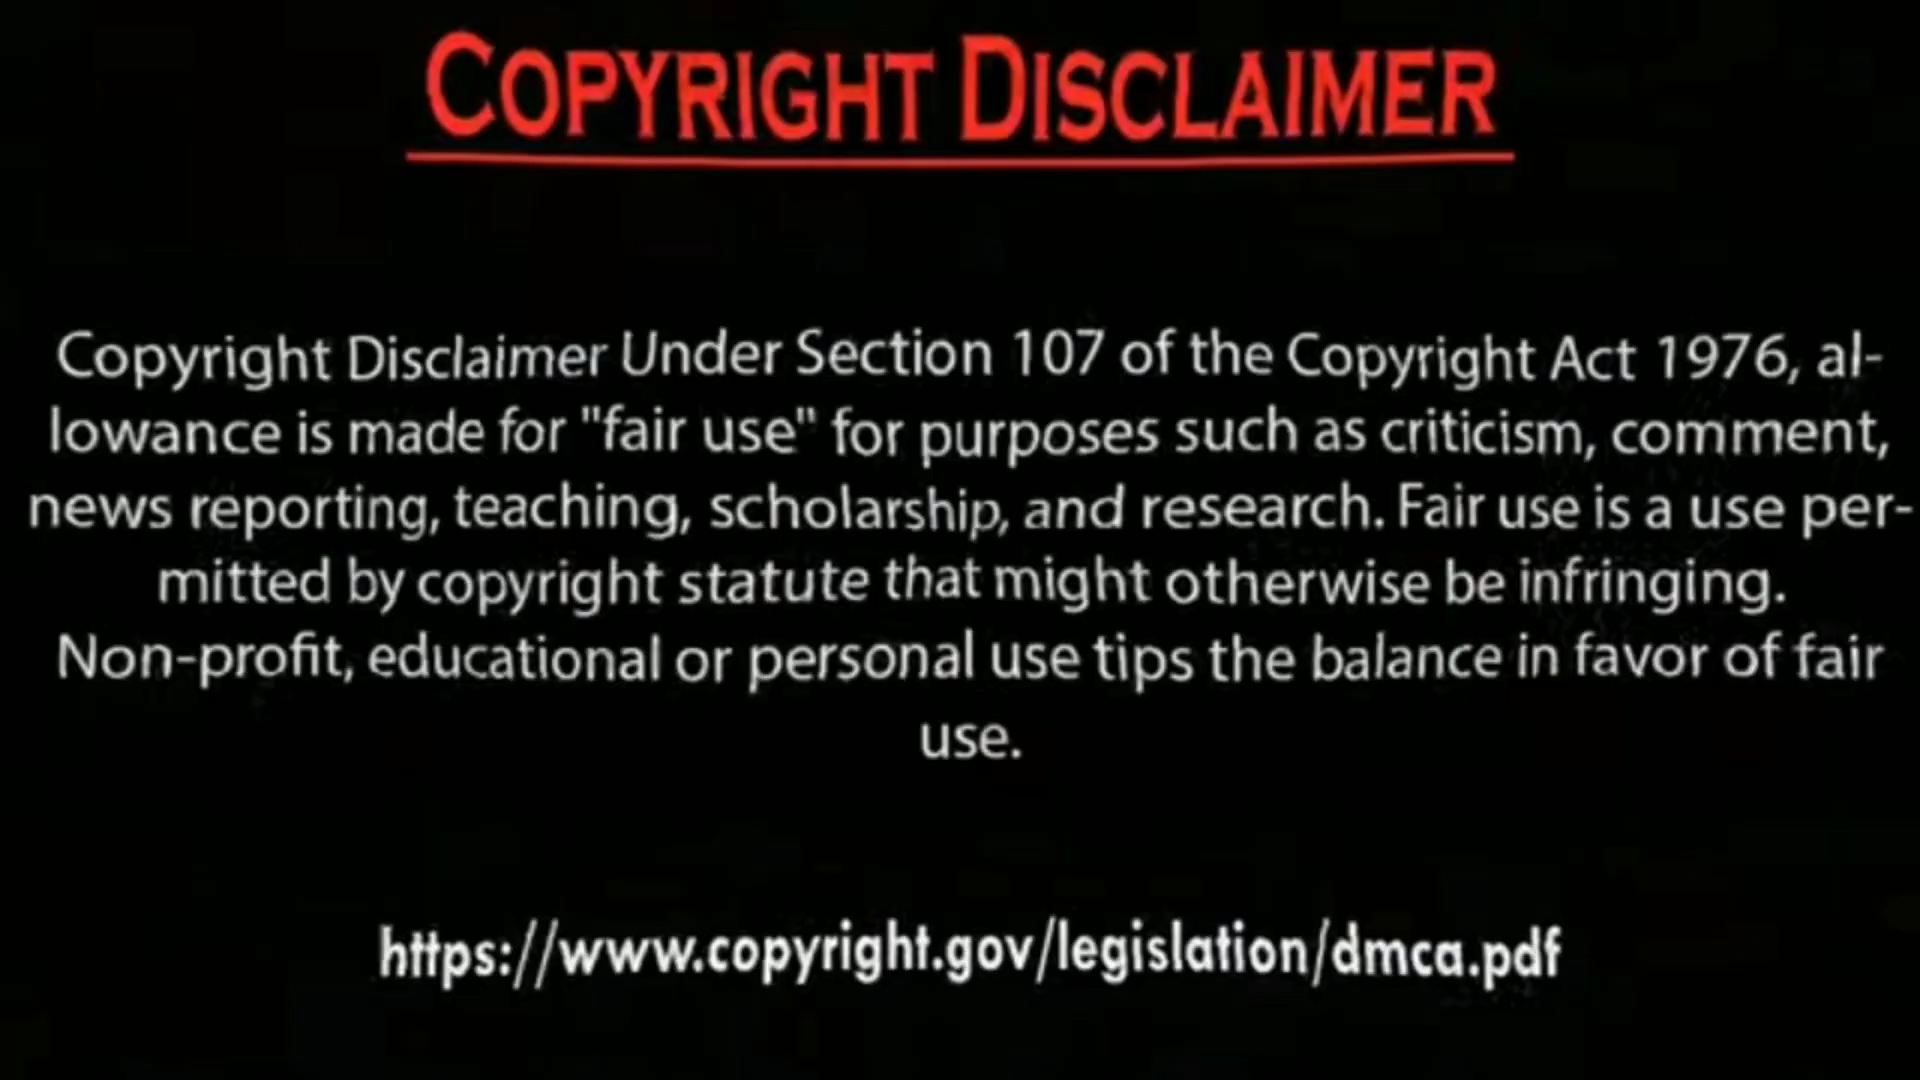 COPYRIGHT DISCLAIMER
Copyright Disclaimer Under Section 107 of the Copyright Act 1976, al-
lowance is made for "fair use" for purposes such as criticism, comment,
news reporting, teaching, scholarship, and research. Fair use is a use per-
mitted by copyright statute that might otherwise be infringing.
Non-profit, educational or personal use tips the balance in favor of fair
use.
https://www.copyright.gov/legislation/dmca.pdf